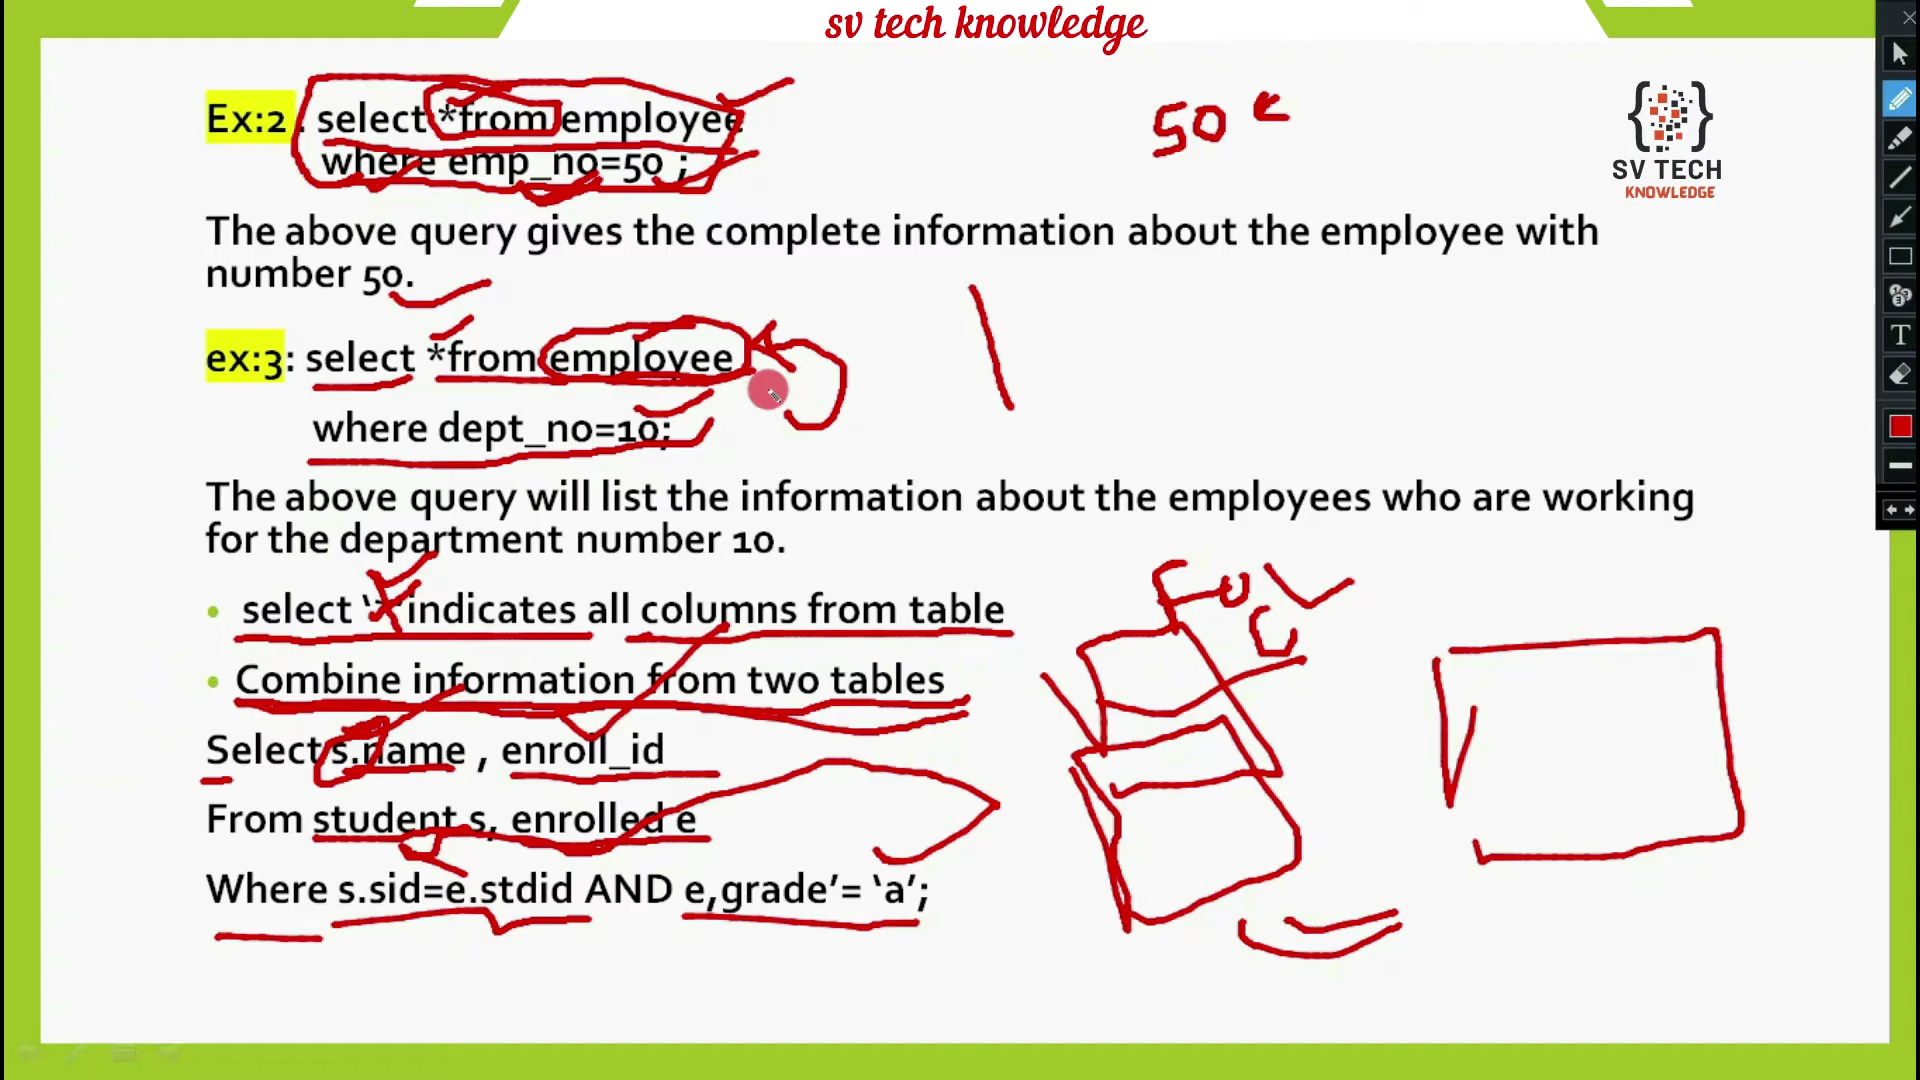 sv tech knowledge
Ex:2 : select *from employee
where emp_no=50 ;
50 e
SV TECH
KNOWLEDGE
The above query gives the complete information about the employee with
number 50.
ex:3: select *from employee
where dept_no=10;
The above query will list the information about the employees who are working
for the department number 10.
• select ‘*’ indicates all columns from table
• Combine information from two tables
Select s.name , enroll_id
From student s, enrolled e
Where s.sid=e.stdid AND e,grade’= ‘a’;